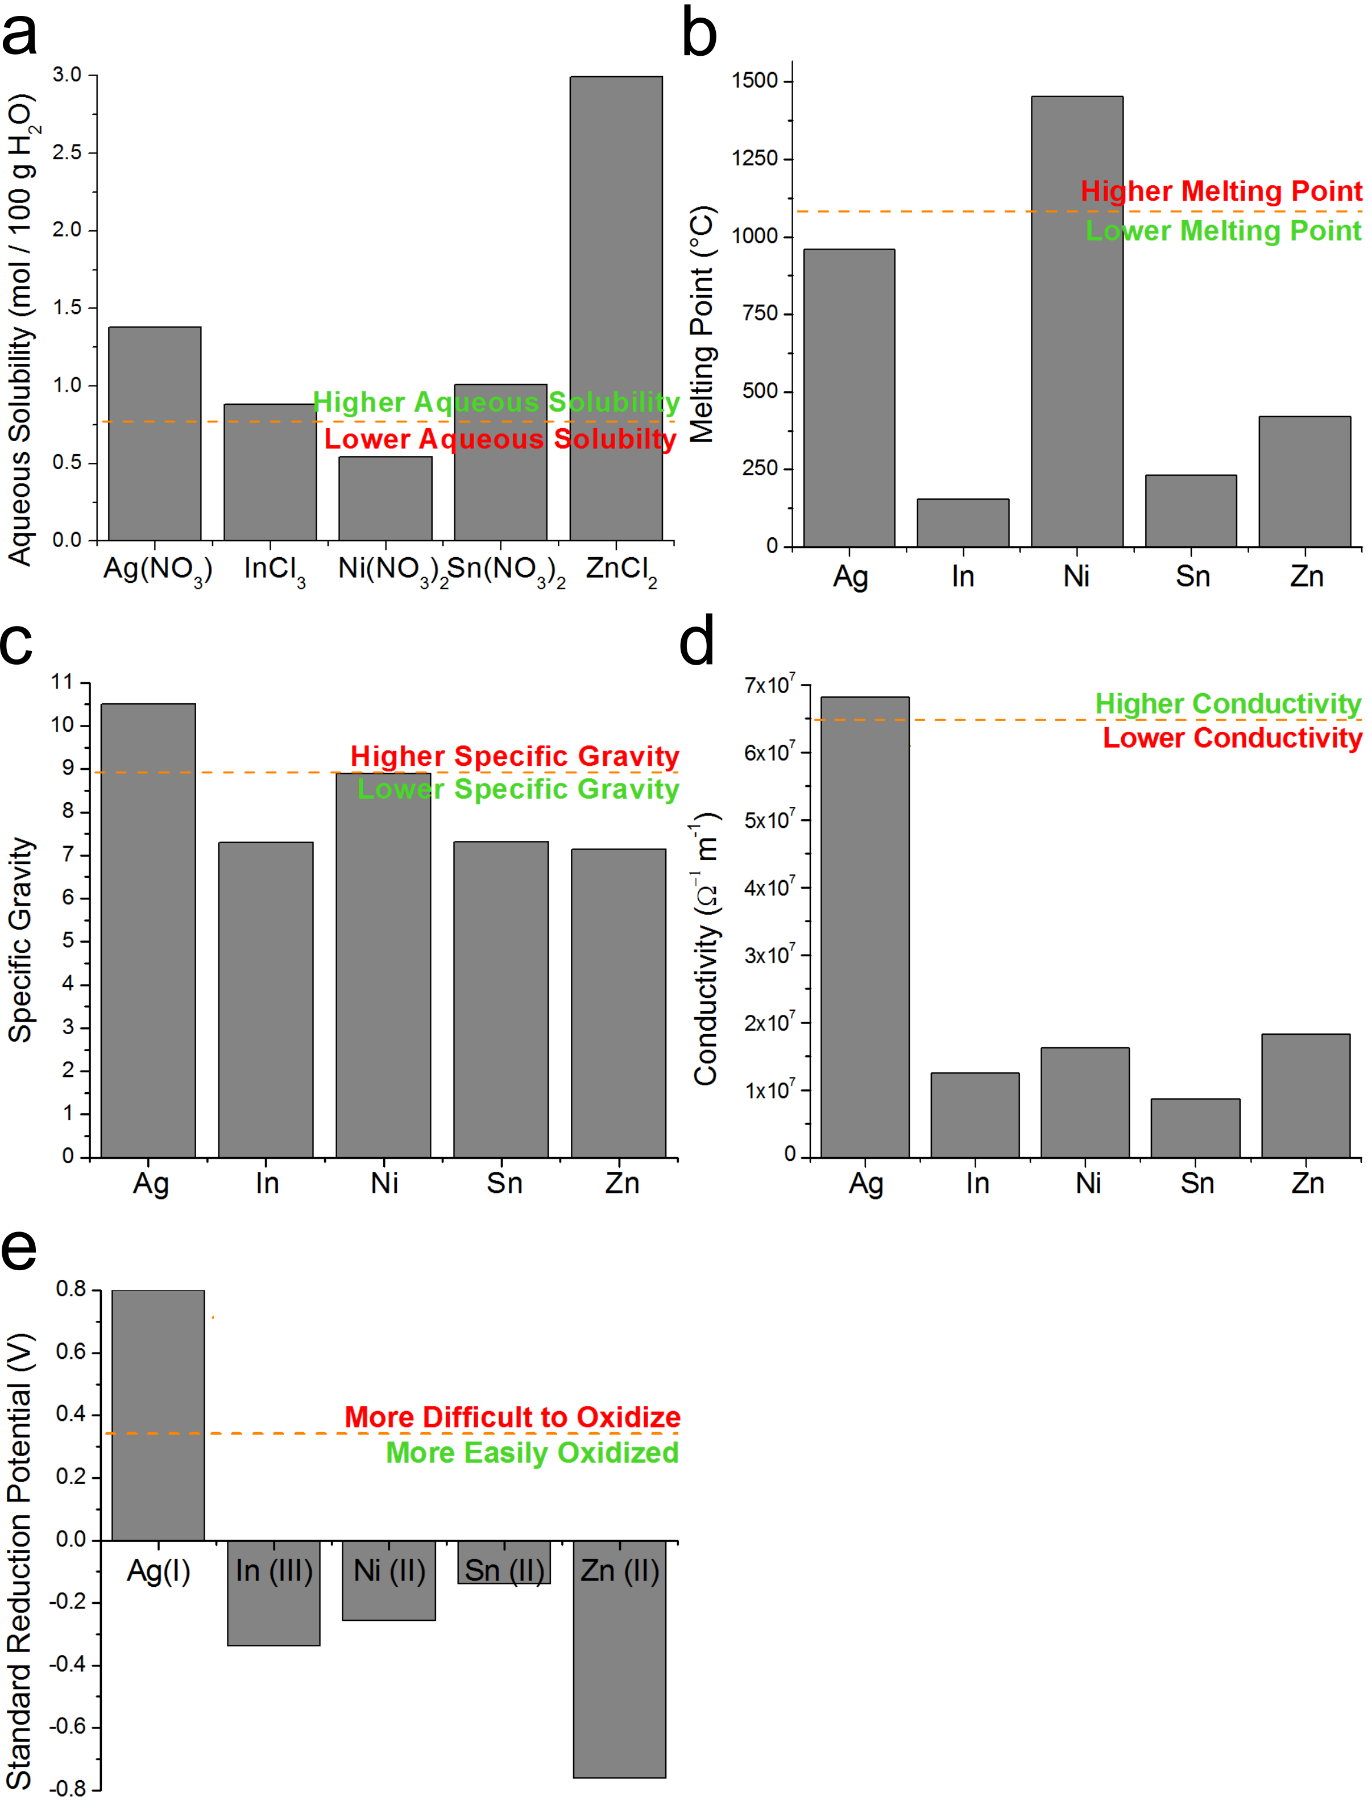 a
Aqueous Solubility (mol / 100 g H2O)
3.0
2.5
2.0
1.5
1.0
0.5
0.0
Higher Aqueous Solubility
Lower Aqueous Solubilty
Ag(NO3) InCl3 Ni(NO3)2 Sn(NO3)2 ZnCl2
b
Melting Point (°C)
1500
1250
1000
750
500
250
0
Higher Melting Point
Lower Melting Point
Ag In Ni Sn Zn
c
Specific Gravity
11
10
9
8
7
6
5
4
3
2
1
0
Higher Specific Gravity
Lower Specific Gravity
Ag In Ni Sn Zn
d
Conductivity (Ω-1 m-1)
7x10^7
6x10^7
5x10^7
4x10^7
3x10^7
2x10^7
1x10^7
0
Higher Conductivity
Lower Conductivity
Ag In Ni Sn Zn
e
Standard Reduction Potential (V)
0.8
0.6
0.4
0.2
0.0
-0.2
-0.4
-0.6
-0.8
More Difficult to Oxidize
More Easily Oxidized
Ag(I) In (III) Ni (II) Sn (II) Zn (II)